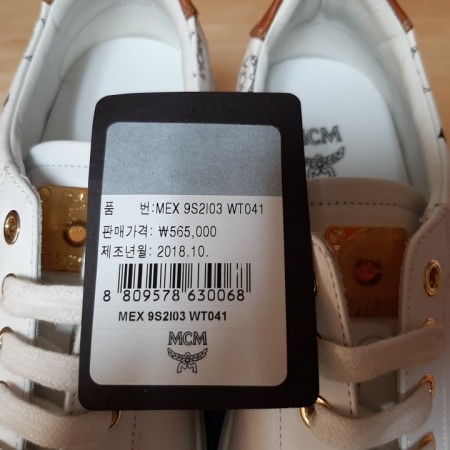 MCM
품 번:MEX 9S2I03 WT041
판매가격: ₩565,000
제조년월: 2018.10.
8 809578 630068
MEX 9S2I03 WT041
MCM